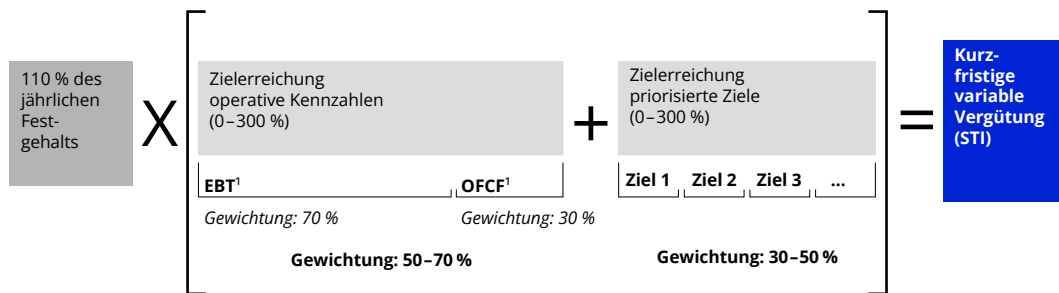 110 % des
jährlichen
Fest-
gehalts
X
Zielerreichung
operative Kennzahlen
(0–300 %)
EBT¹
OFCF¹
Gewichtung: 70 %
Gewichtung: 30 %
Gewichtung: 50–70 %
+
Zielerreichung
priorisierte Ziele
(0–300 %)
Ziel 1
Ziel 2
Ziel 3
...
Gewichtung: 30–50 %
=
Kurz-
fristige
variable
Vergütung
(STI)